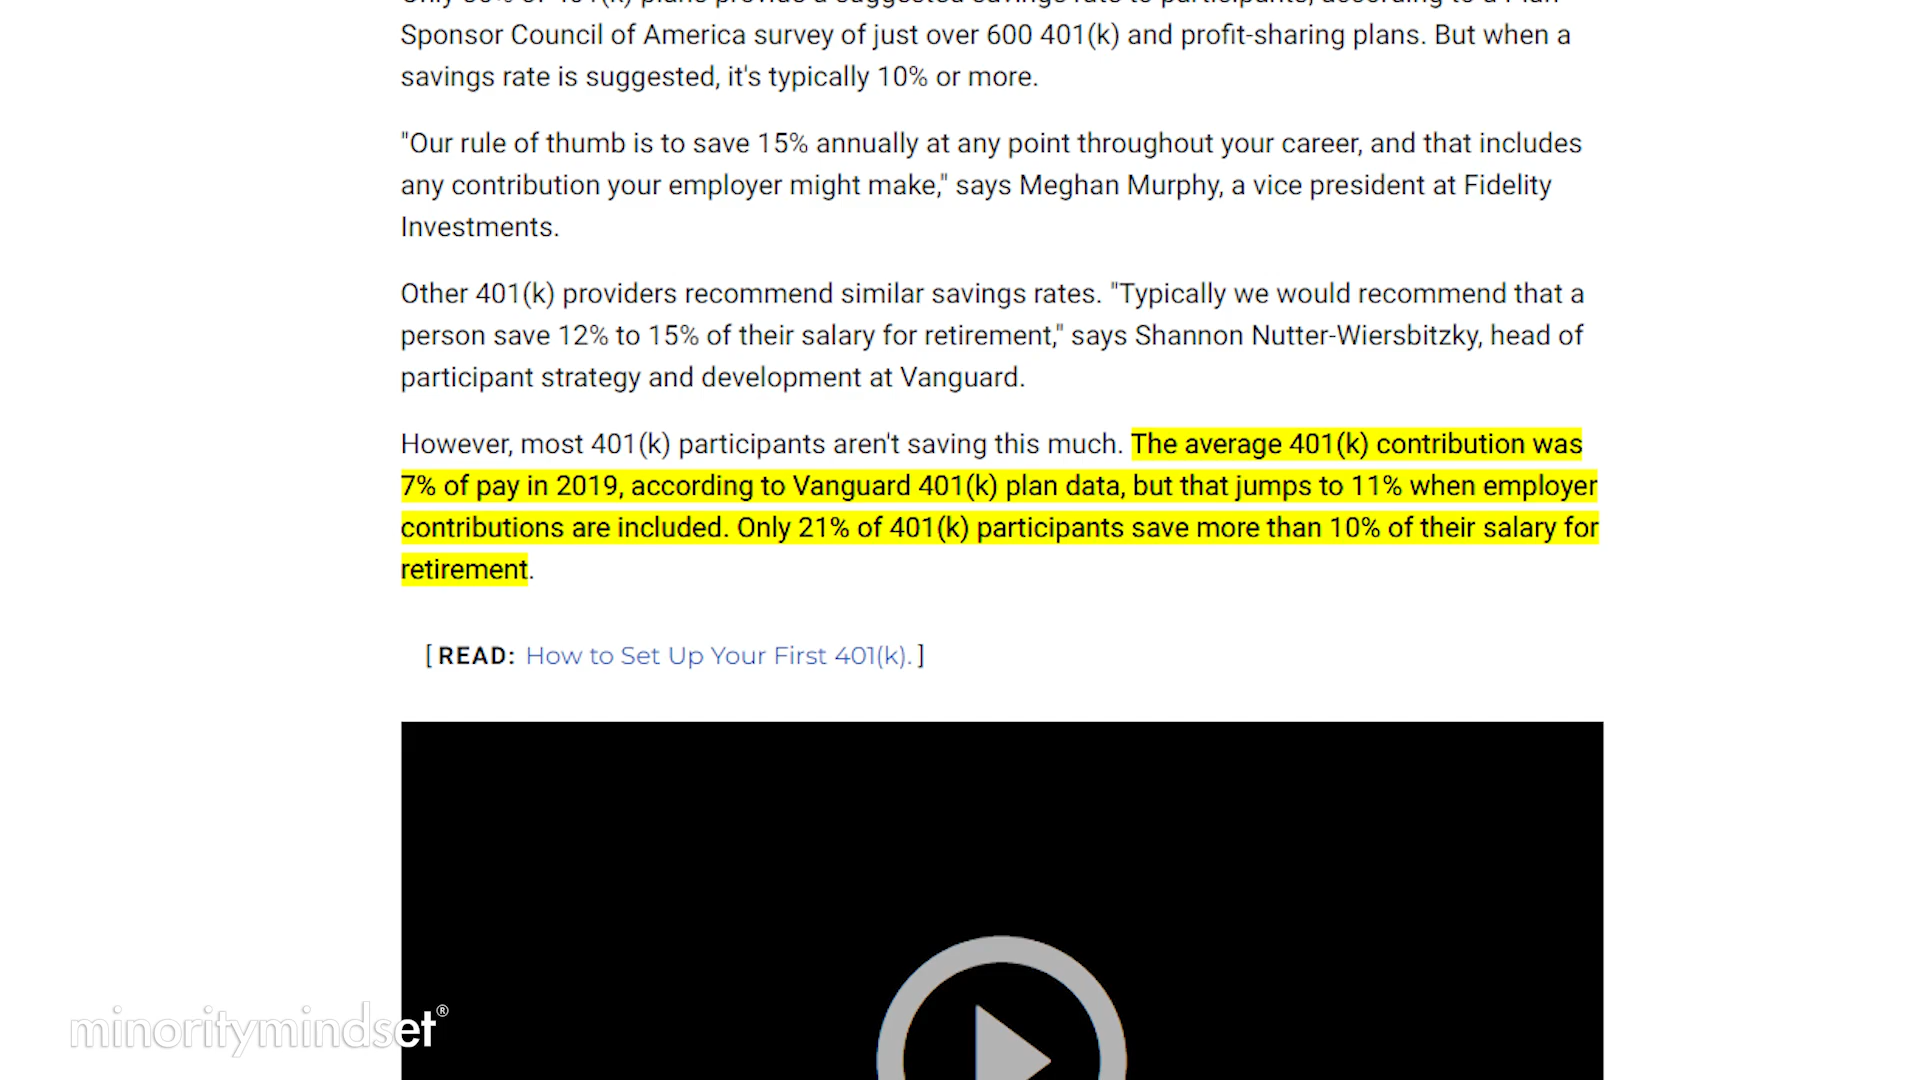 Sponsor Council of America survey of just over 600 401(k) and profit-sharing plans. But when a
savings rate is suggested, it's typically 10% or more.
"Our rule of thumb is to save 15% annually at any point throughout your career, and that includes
any contribution your employer might make," says Meghan Murphy, a vice president at Fidelity
Investments.
Other 401(k) providers recommend similar savings rates. "Typically we would recommend that a
person save 12% to 15% of their salary for retirement," says Shannon Nutter-Wiersbitzky, head of
participant strategy and development at Vanguard.
However, most 401(k) participants aren't saving this much. The average 401(k) contribution was
7% of pay in 2019, according to Vanguard 401(k) plan data, but that jumps to 11% when employer
contributions are included. Only 21% of 401(k) participants save more than 10% of their salary for
retirement.
[ READ: How to Set Up Your First 401(k). ]
minoritymindset®